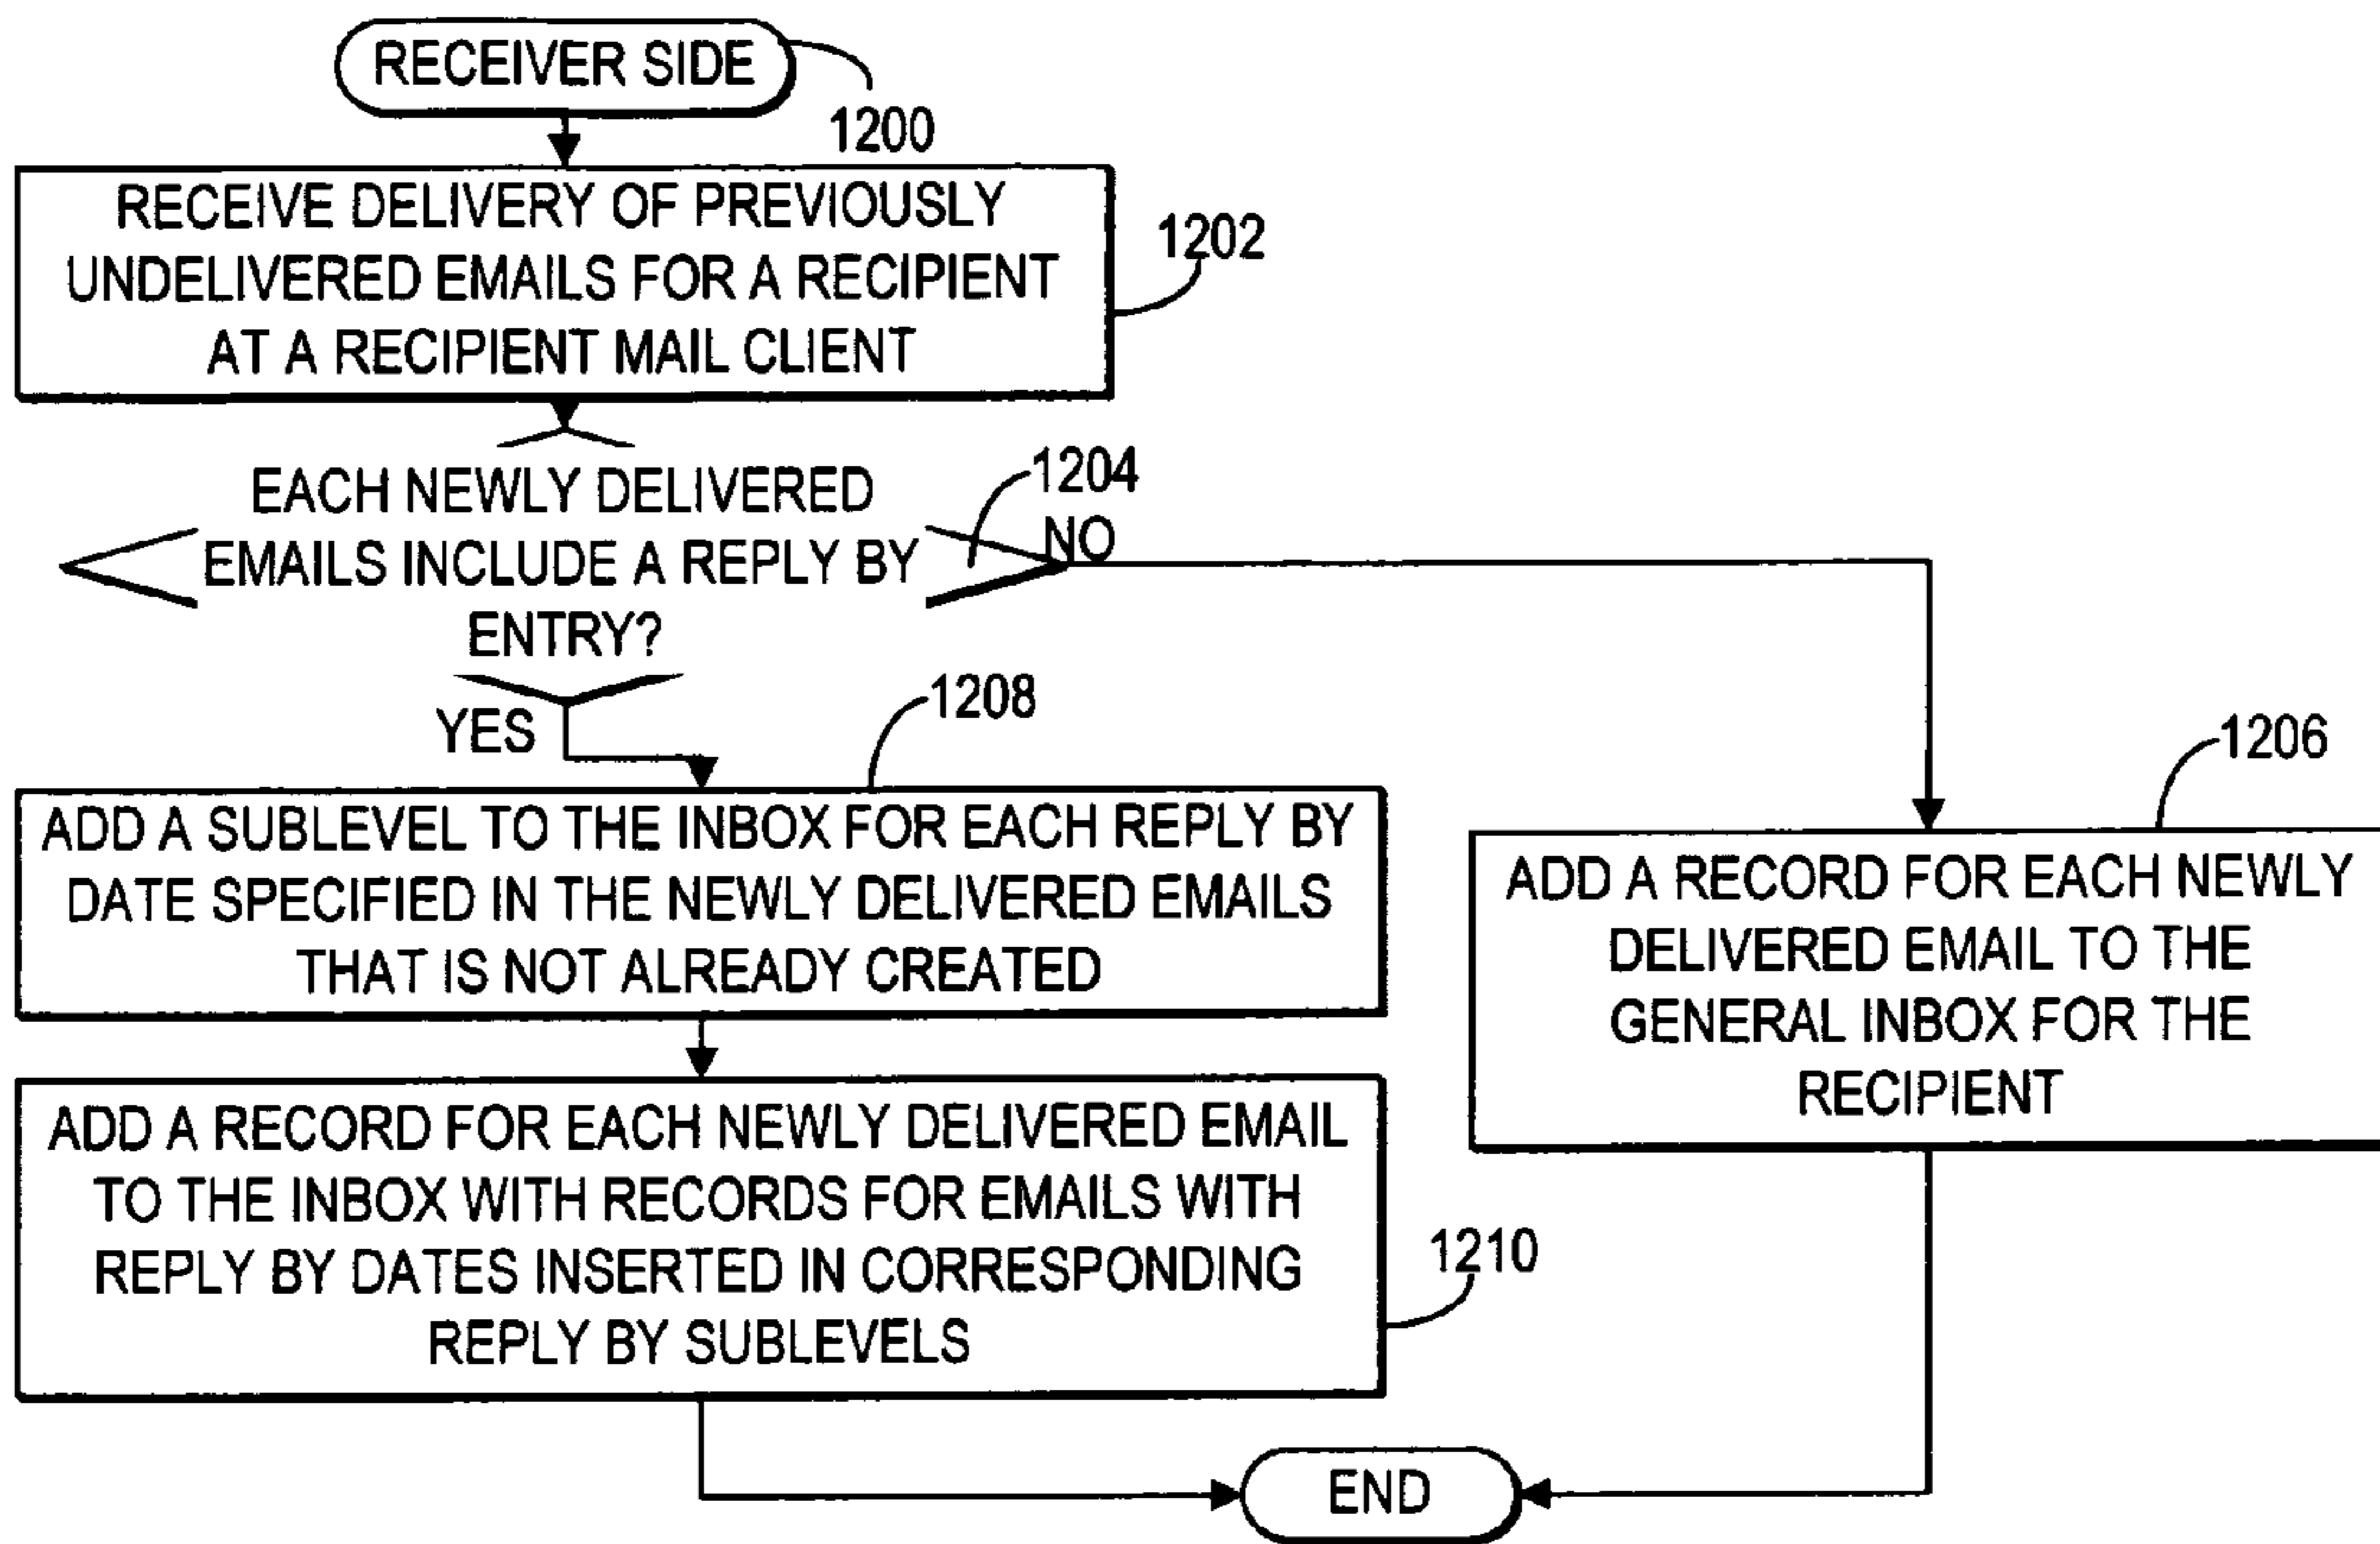 RECEIVER SIDE
1200
RECEIVE DELIVERY OF PREVIOUSLY
UNDELIVERED EMAILS FOR A RECIPIENT
AT A RECIPIENT MAIL CLIENT
1202
EACH NEWLY DELIVERED
EMAILS INCLUDE A REPLY BY
ENTRY?
1204
NO
YES
1208
ADD A SUBLEVEL TO THE INBOX FOR EACH REPLY BY
DATE SPECIFIED IN THE NEWLY DELIVERED EMAILS
THAT IS NOT ALREADY CREATED
1206
ADD A RECORD FOR EACH NEWLY
DELIVERED EMAIL TO THE
GENERAL INBOX FOR THE
RECIPIENT
ADD A RECORD FOR EACH NEWLY DELIVERED EMAIL
TO THE INBOX WITH RECORDS FOR EMAILS WITH
REPLY BY DATES INSERTED IN CORRESPONDING
REPLY BY SUBLEVELS
1210
END